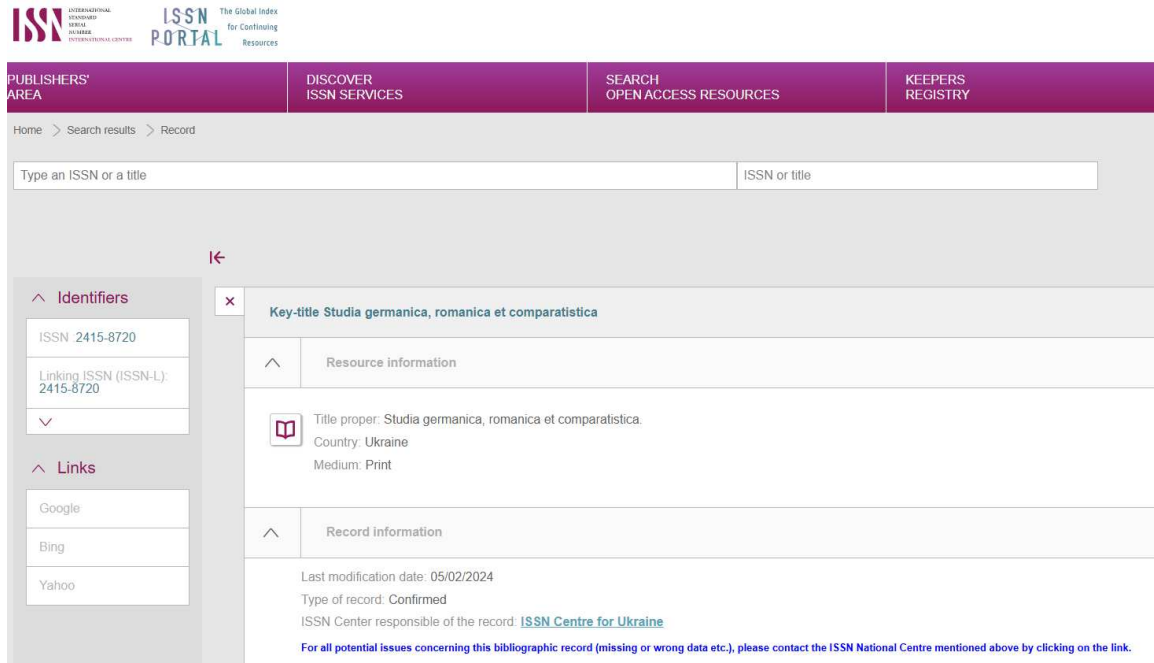 ISSN INTERNATIONAL
STANDARD
SERIAL
NUMBER
INTERNATIONAL CENTRE
ISSN
PORTAL
The Global Index
for Continuing
Resources
PUBLISHERS'
AREA
DISCOVER
ISSN SERVICES
SEARCH
OPEN ACCESS RESOURCES
KEEPERS
REGISTRY
Home > Search results > Record
Type an ISSN or a title
ISSN or title
Identifiers
ISSN :2415-8720
Linking ISSN (ISSN-L):
2415-8720
Links
Google
Bing
Yahoo
Key-title Studia germanica, romanica et comparatistica
Resource information
Title proper: Studia germanica, romanica et comparatistica.
Country: Ukraine
Medium: Print
Record information
Last modification date: 05/02/2024
Type of record: Confirmed
ISSN Center responsible of the record: ISSN Centre for Ukraine
For all potential issues concerning this bibliographic record (missing or wrong data etc.), please contact the ISSN National Centre mentioned above by clicking on the link.